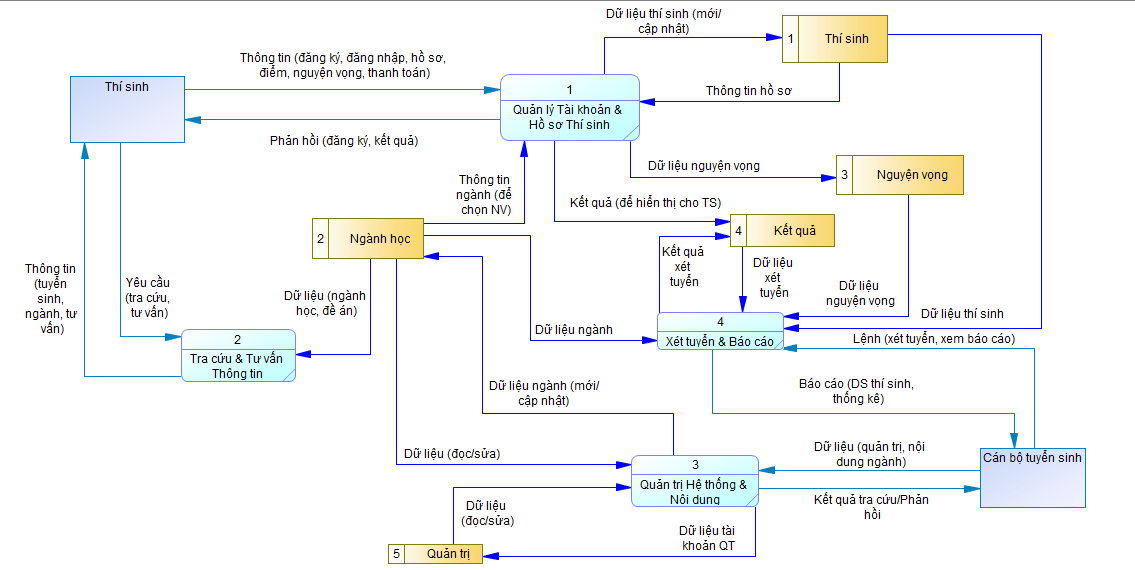 Dữ liệu thí sinh (mới/
cập nhật)
1
Thí sinh
Thông tin (đăng ký, đăng nhập, hồ sơ,
điểm, nguyện vọng, thanh toán)
Thí sinh
1
Quản lý Tài khoản &
Hồ sơ Thí sinh
Thông tin hồ sơ
Phản hồi (đăng ký, kết quả)
Dữ liệu nguyện vọng
3
Nguyện vọng
Thông tin
ngành (để
chọn NV)
Kết quả (để hiển thị cho TS)
2
Ngành học
4
Kết quả
Kết quả
xét
tuyển
Dữ liệu
xét
tuyển
Thông tin
(tuyển
sinh,
ngành, tư
vấn)
Yêu cầu
(tra cứu,
tư vấn)
Dữ liệu (ngành
học, đề án)
Dữ liệu
nguyện vọng
Dữ liệu thí sinh
Dữ liệu ngành
4
Xét tuyển & Báo cáo
Lệnh (xét tuyển, xem báo cáo)
2
Tra cứu & Tư vấn
Thông tin
Dữ liệu ngành (mới/
cập nhật)
Báo cáo (DS thí sinh,
thống kê)
Dữ liệu (đọc/sửa)
3
Quản trị Hệ thống &
Nội dung
Dữ liệu (quản trị, nội
dung ngành)
Cán bộ tuyển sinh
Kết quả tra cứu/Phản
hồi
Dữ liệu
(đọc/sửa)
Dữ liệu tài
khoản QT
5
Quản trị